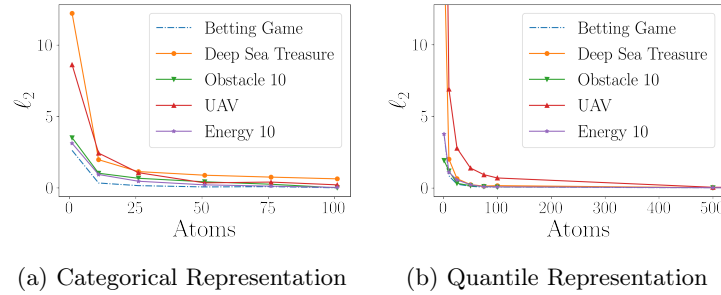 10
5
0
ℓ₂
Betting Game
Deep Sea Treasure
Obstacle 10
UAV
Energy 10
0 25 50 75 100
Atoms
(a) Categorical Representation
10
5
0
ℓ₂
Betting Game
Deep Sea Treasure
Obstacle 10
UAV
Energy 10
0 100 200 300 400 500
Atoms
(b) Quantile Representation